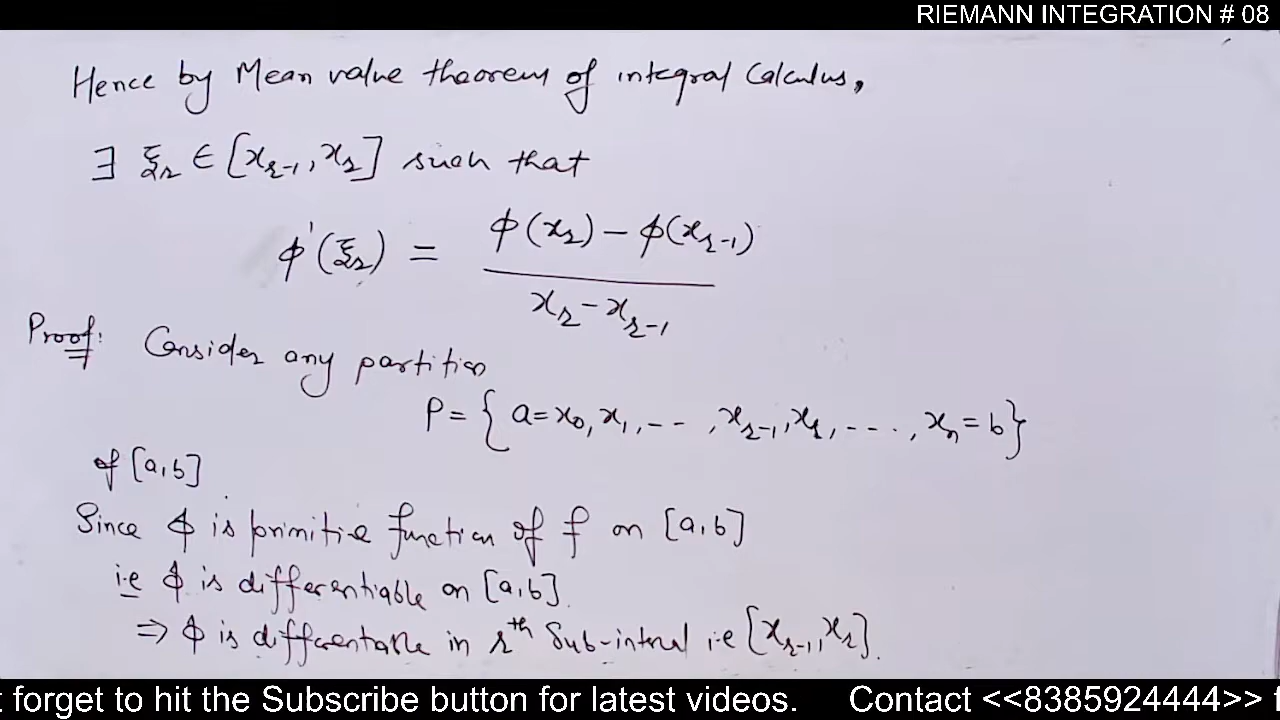 RIEMANN INTEGRATION # 08
Hence by Mean value theorem of integral Calculus,
∃ ξr ∈ [xr-1, xr] such that
ϕ'(ξr) = ϕ(xr) - ϕ(xr-1)
xr - xr-1
Proof: Consider any partition
P = { a=x0, x1, --- , xr-1, xr, ---, xn = b}
of [a,b]
Since ϕ is primitive function of f on [a,b]
i.e ϕ is differentiable on [a,b].
⇒ ϕ is differentable in rth Sub-interal i.e [xr-1, xr].
t forget to hit the Subscribe button for latest videos. Contact <<8385924444>> f